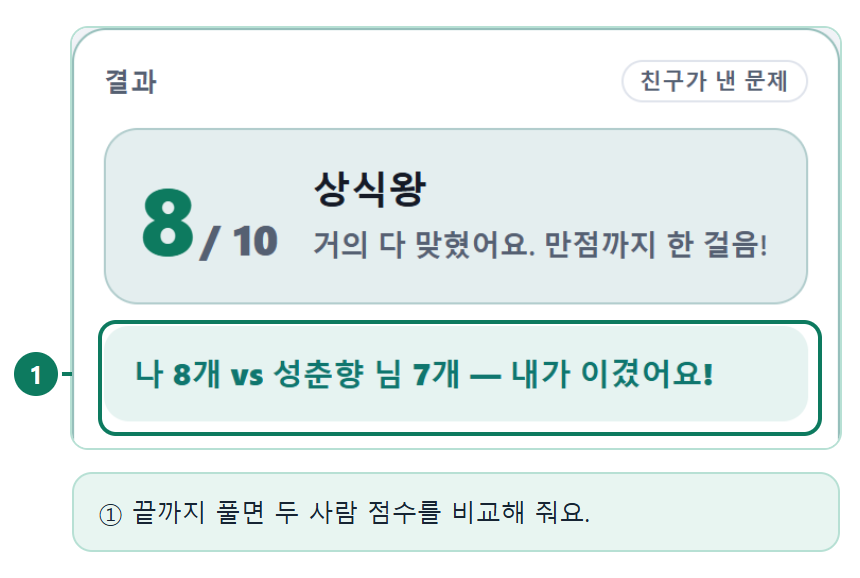 결과
친구가 낸 문제
8 / 10
상식왕
거의 다 맞혔어요. 만점까지 한 걸음!
1
나 8개 vs 성춘향 님 7개 — 내가 이겼어요!
① 끝까지 풀면 두 사람 점수를 비교해 줘요.